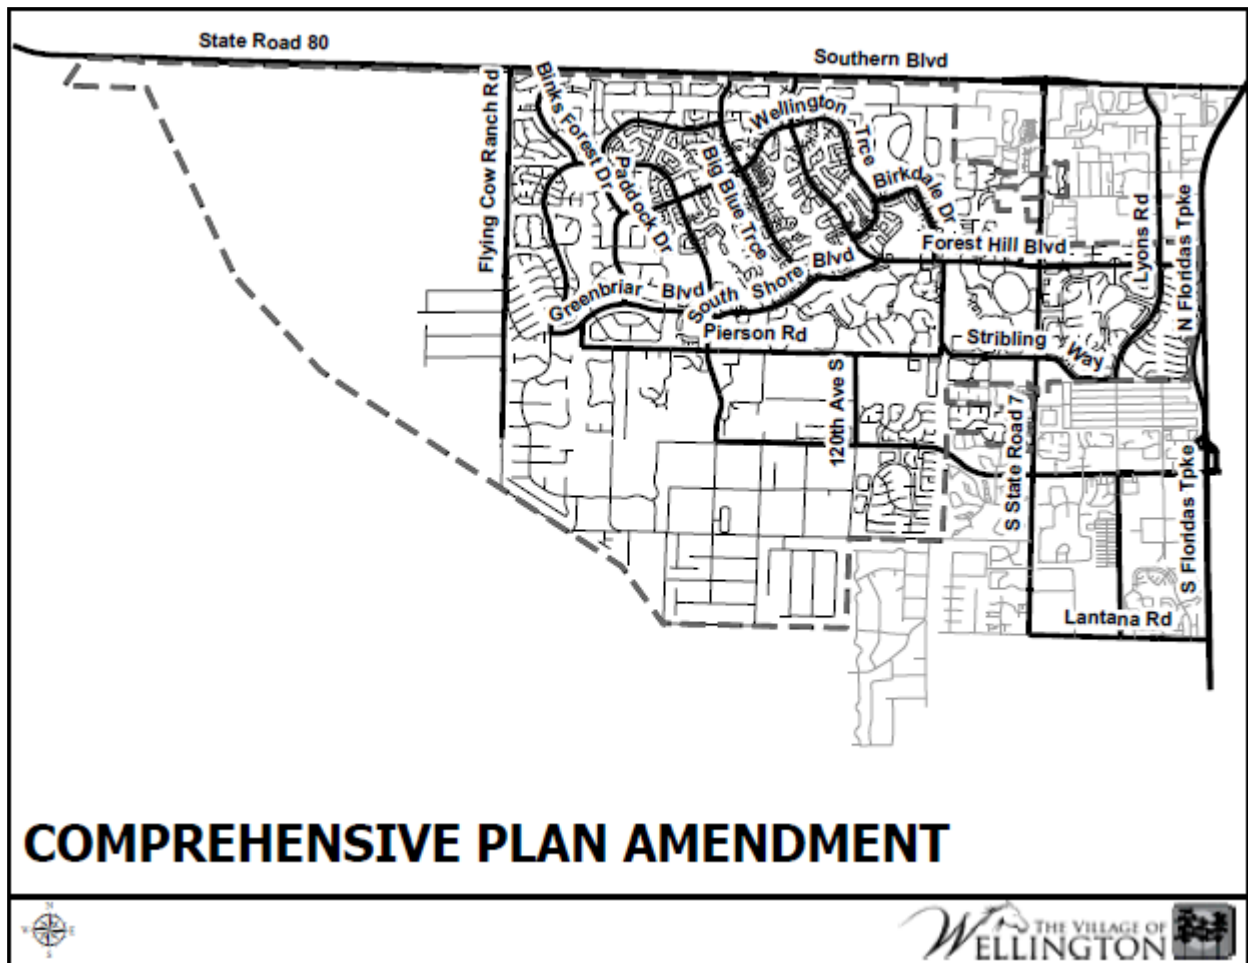 State Road 80
Southern Blvd
Flying Cow Ranch Rd
Binks Forest Dr
Wellington Trce
Paddock Dr
Big Blue Trce
Birkdale Dr
Lyons Rd
N Floridas Tpke
Forest Hill Blvd
Greenbriar Blvd
South Shore Blvd
Pierson Rd
Stribling Way
120th Ave S
S State Road 7
S Floridas Tpke
Lantana Rd
COMPREHENSIVE PLAN AMENDMENT
N
W E
S
THE VILLAGE OF
WELLINGTON